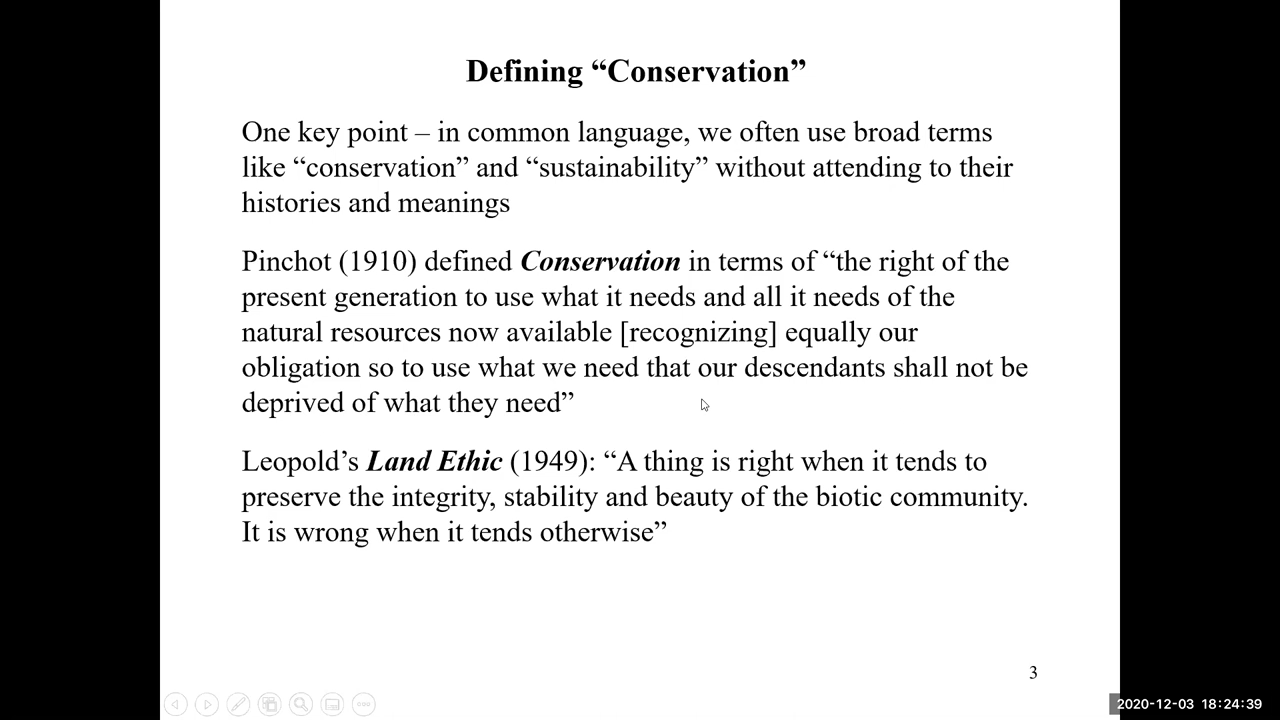 Defining “Conservation”
One key point – in common language, we often use broad terms
like “conservation” and “sustainability” without attending to their
histories and meanings
Pinchot (1910) defined Conservation in terms of “the right of the
present generation to use what it needs and all it needs of the
natural resources now available [recognizing] equally our
obligation so to use what we need that our descendants shall not be
deprived of what they need”
Leopold’s Land Ethic (1949): “A thing is right when it tends to
preserve the integrity, stability and beauty of the biotic community.
It is wrong when it tends otherwise”
3
2020-12-03 18:24:39